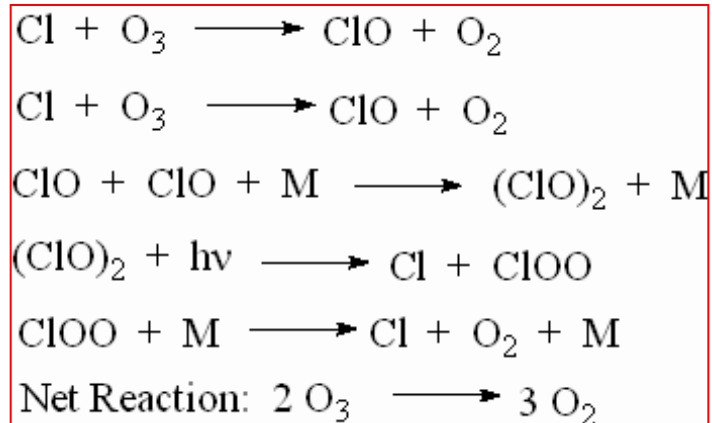 Cl + O₃ ⟶ ClO + O₂
Cl + O₃ ⟶ ClO + O₂
ClO + ClO + M ⟶ (ClO)₂ + M
(ClO)₂ + hν ⟶ Cl + ClOO
ClOO + M ⟶ Cl + O₂ + M
Net Reaction: 2 O₃ ⟶ 3 O₂